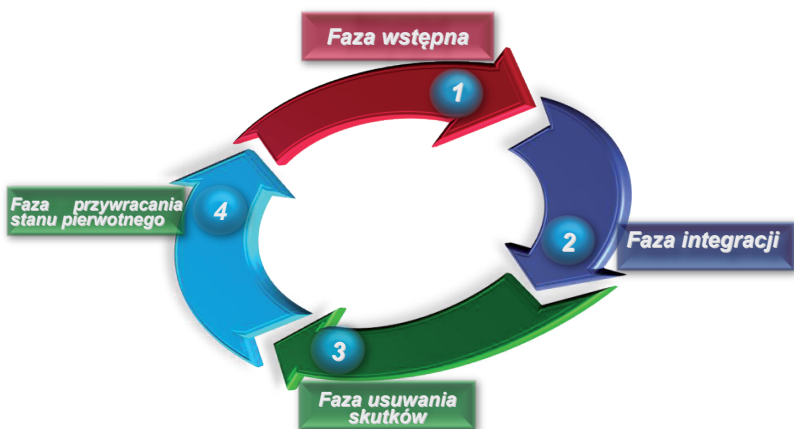 Faza wstępna
1
2
Faza integracji
3
Faza usuwania
skutków
4
Faza przywracania
stanu pierwotnego